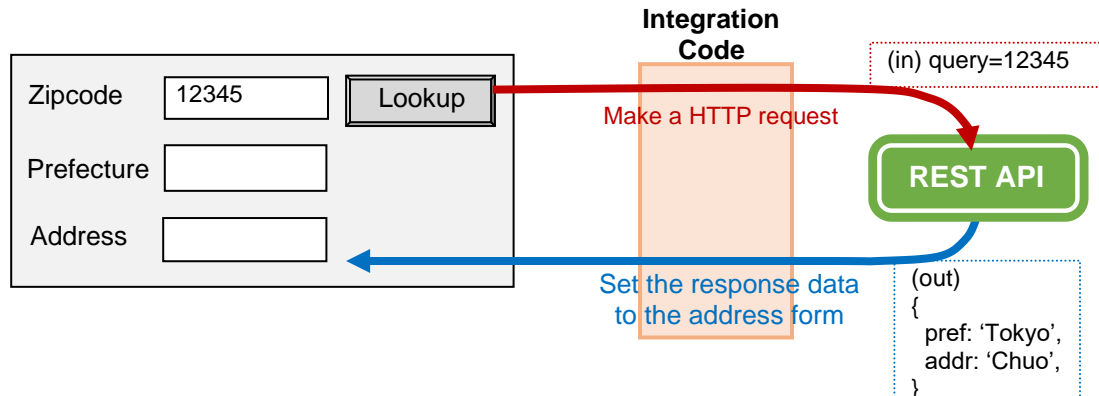 Integration
Code
(in) query=12345
Zipcode
12345
Lookup
Make a HTTP request
Prefecture
REST API
Address
Set the response data
to the address form
(out)
{
pref: ‘Tokyo’,
addr: ‘Chuo’,
}